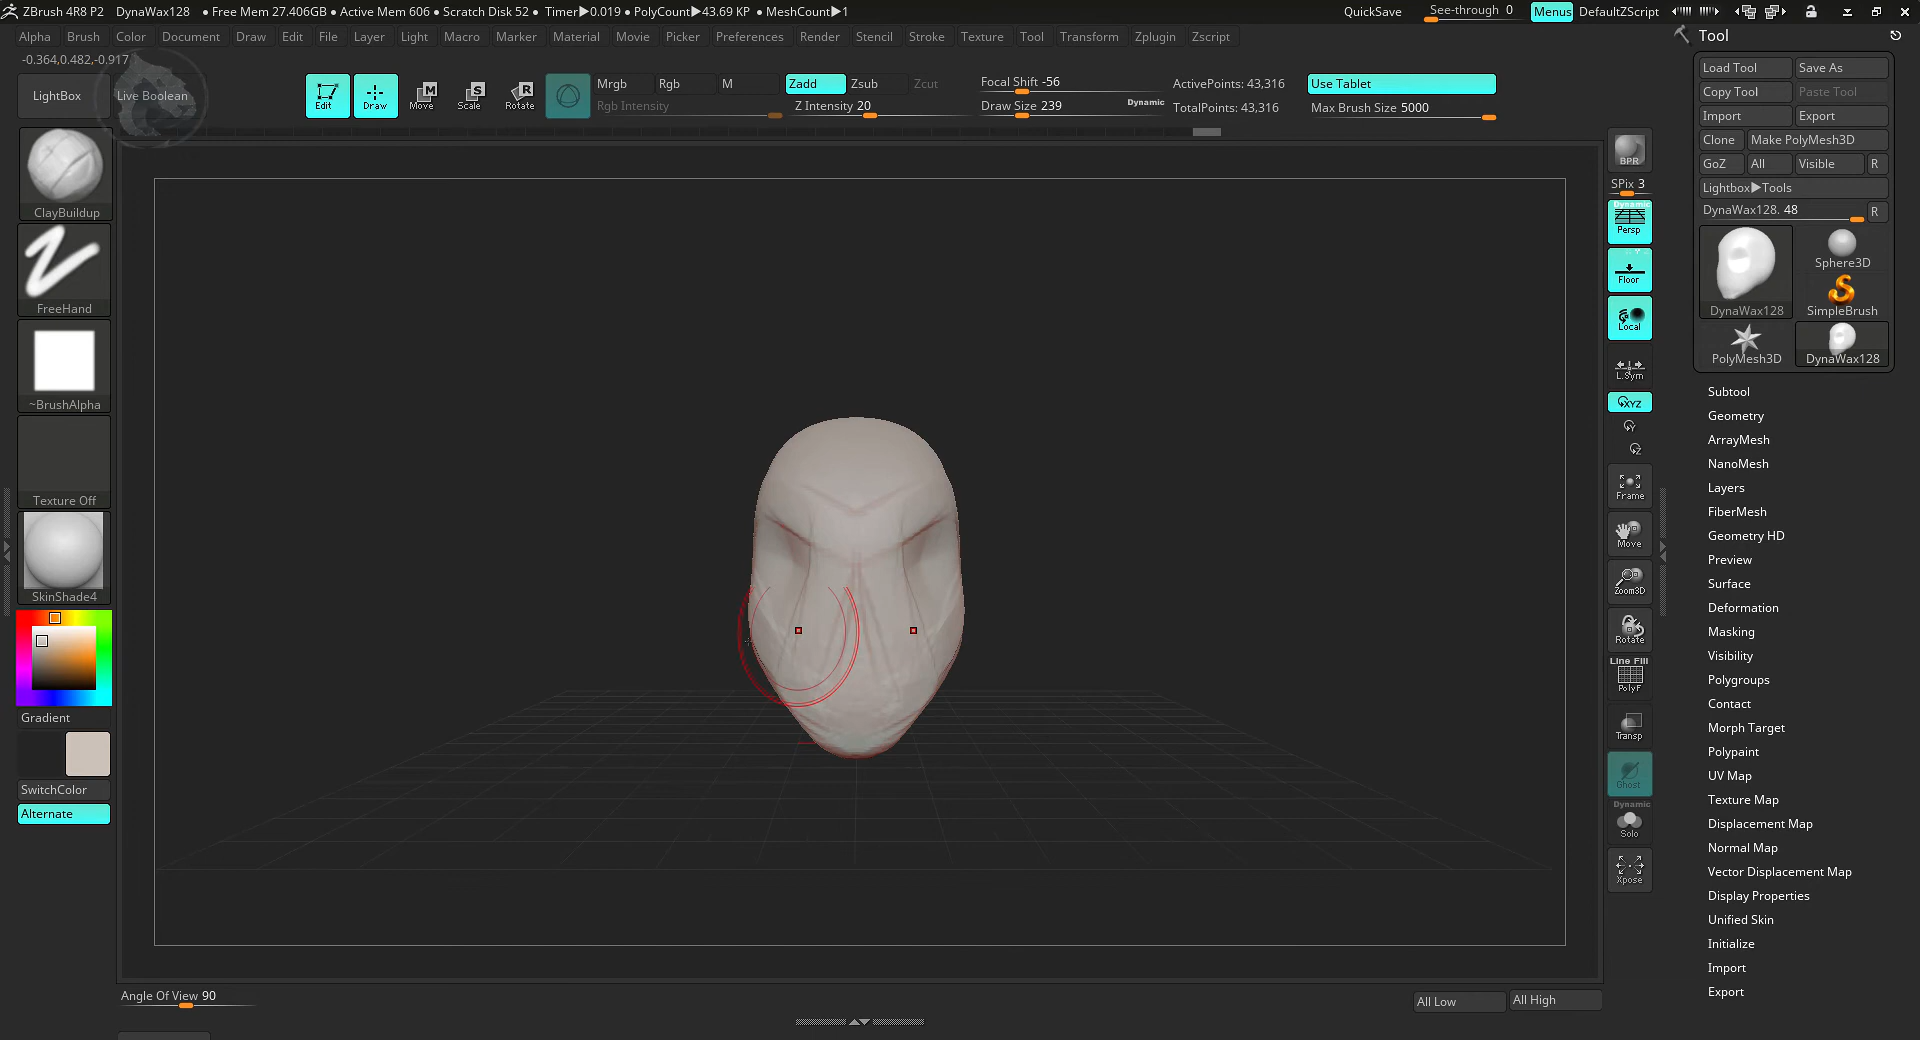 ZBrush 4R8 P2 DynaWax128 • Free Mem 27.406GB • Active Mem 606 • Scratch Disk 52 • Timer▶0.019 • PolyCount▶43.69 KP • MeshCount▶1 QuickSave See-through 0 Menus DefaultZScript
Alpha Brush Color Document Draw Edit File Layer Light Macro Marker Material Movie Picker Preferences Render Stencil Stroke Texture Tool Transform Zplugin Zscript
-0.364,0.482,-0.917
LightBox Live Boolean
Edit Draw Move Scale Rotate
M S R
Mrgb Rgb M Zadd Zsub Zcut Focal Shift -56 ActivePoints: 43,316 Use Tablet
Rgb Intensity Z Intensity 20 Draw Size 239 Dynamic TotalPoints: 43,316 Max Brush Size 5000
ClayBuildup
FreeHand
~BrushAlpha
Texture Off
SkinShade4
Gradient
SwitchColor
Alternate
Angle Of View 90
All Low All High
BPR
SPix 3
Dynamic
Persp
Floor
Local
L.Sym
XYZ
Y
Z
Frame
Move
Zoom3D
Rotate
Line Fill
PolyF
Transp
Ghost
Dynamic
Solo
Xpose
Tool
Load Tool Save As
Copy Tool Paste Tool
Import Export
Clone Make PolyMesh3D
GoZ All Visible R
Lightbox▶Tools
DynaWax128. 48 R
Sphere3D
DynaWax128 SimpleBrush
PolyMesh3D DynaWax128
Subtool
Geometry
ArrayMesh
NanoMesh
Layers
FiberMesh
Geometry HD
Preview
Surface
Deformation
Masking
Visibility
Polygroups
Contact
Morph Target
Polypaint
UV Map
Texture Map
Displacement Map
Normal Map
Vector Displacement Map
Display Properties
Unified Skin
Initialize
Import
Export